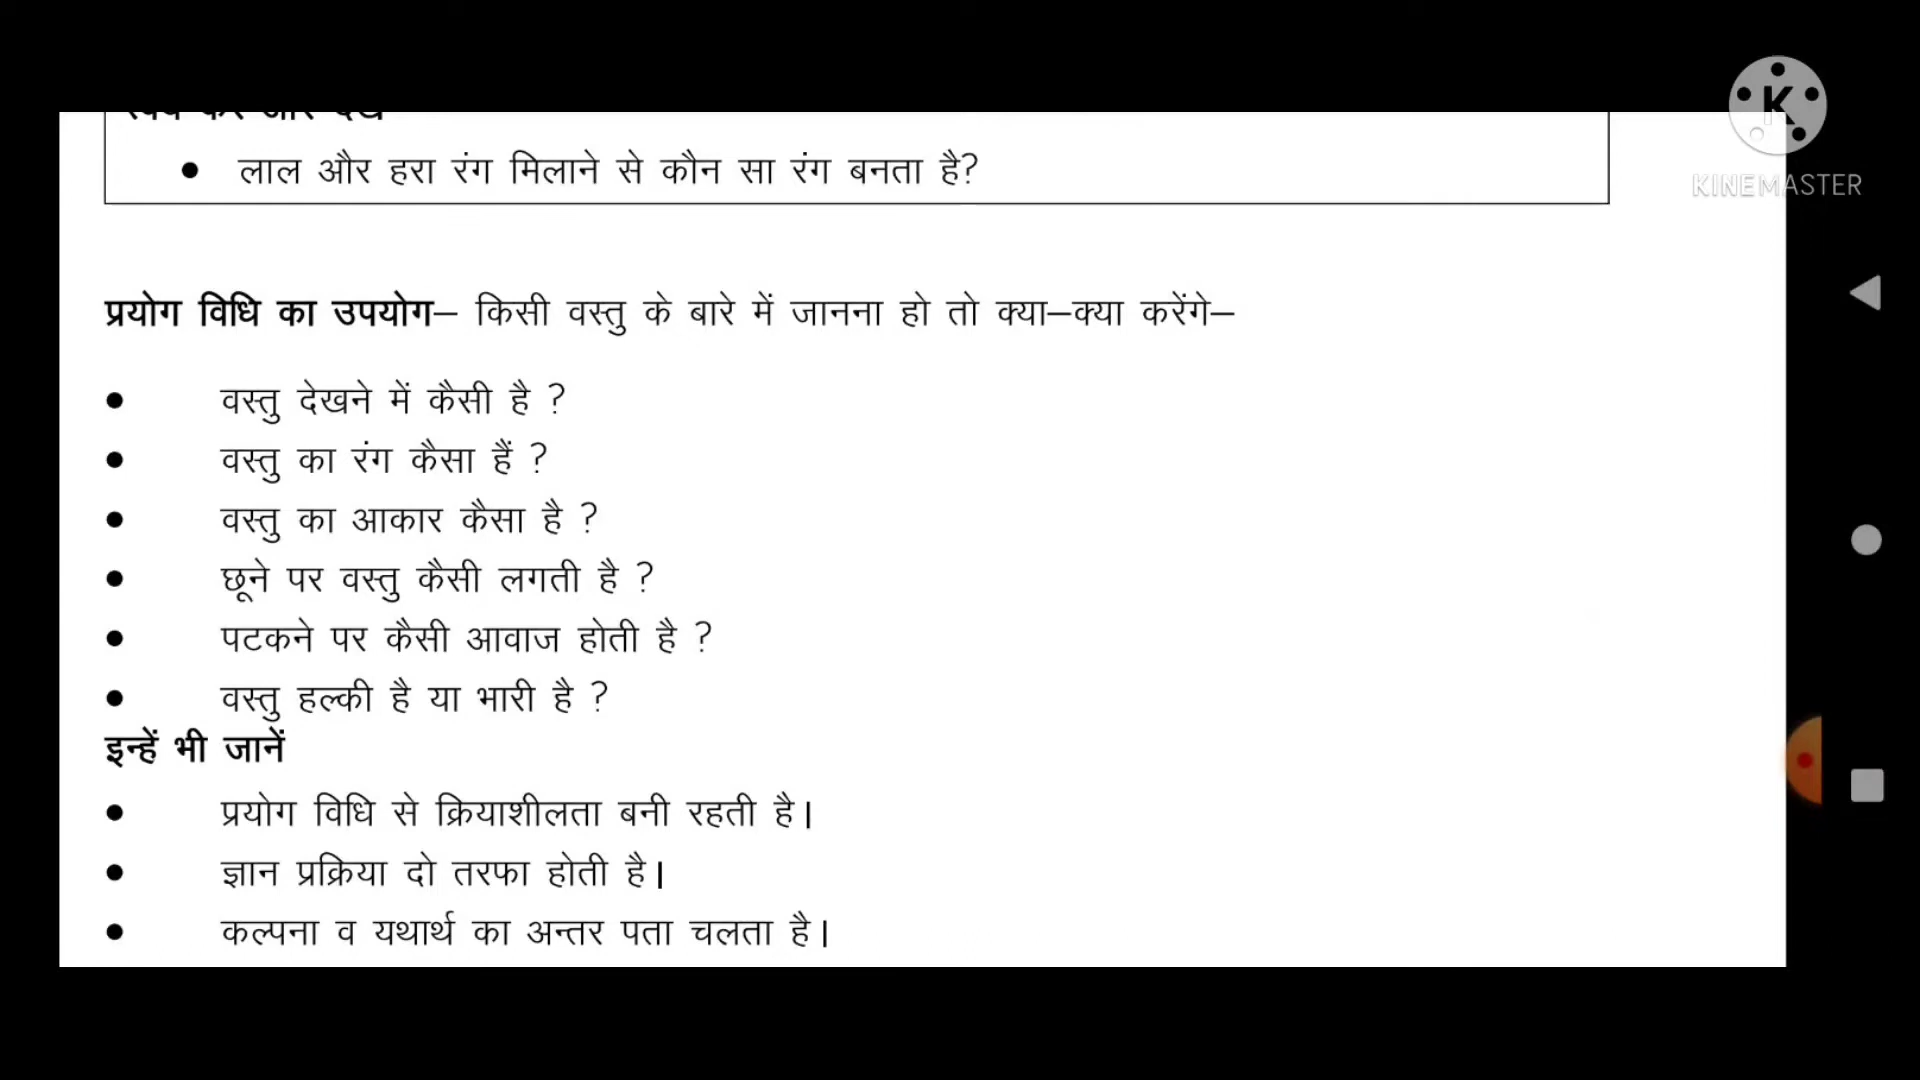 • लाल और हरा रंग मिलाने से कौन सा रंग बनता है?
KINEMASTER
प्रयोग विधि का उपयोग– किसी वस्तु के बारे में जानना हो तो क्या–क्या करेंगे–
• वस्तु देखने में कैसी है ?
• वस्तु का रंग कैसा हैं ?
• वस्तु का आकार कैसा है ?
• छूने पर वस्तु कैसी लगती है ?
• पटकने पर कैसी आवाज होती है ?
• वस्तु हल्की है या भारी है ?
इन्हें भी जानें
• प्रयोग विधि से क्रियाशीलता बनी रहती है।
• ज्ञान प्रक्रिया दो तरफा होती है।
• कल्पना व यथार्थ का अन्तर पता चलता है।